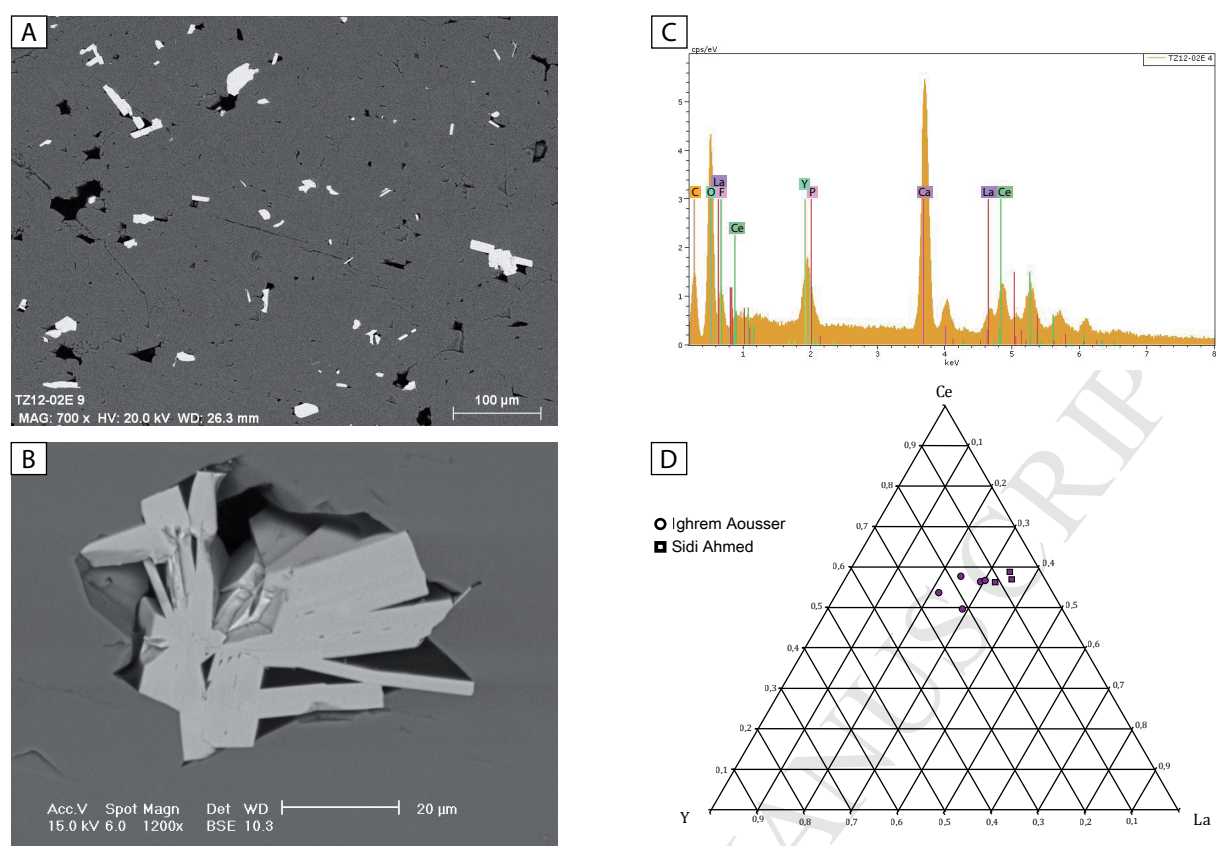 A
TZ12-02E 9
MAG: 700 x HV: 20.0 kV WD: 26.3 mm
100 µm
B
Acc.V Spot Magn Det WD
15.0 kV 6.0 1200x BSE 10.3
20 µm
C
cps/eV
TZ12-02E 4
5
4
3
2
1
0
C
O
La
F
Ce
Y
P
Ca
La
Ce
1
2
3
4
5
6
7
8
keV
D
Ighrem Aousser
Sidi Ahmed
Ce
0,9
0,1
0,8
0,2
0,7
0,3
0,6
0,4
0,5
0,5
0,4
0,6
0,3
0,7
0,2
0,8
0,1
0,9
Y
0,9
0,8
0,7
0,6
0,5
0,4
0,3
0,2
0,1
La
ANUSCRIP